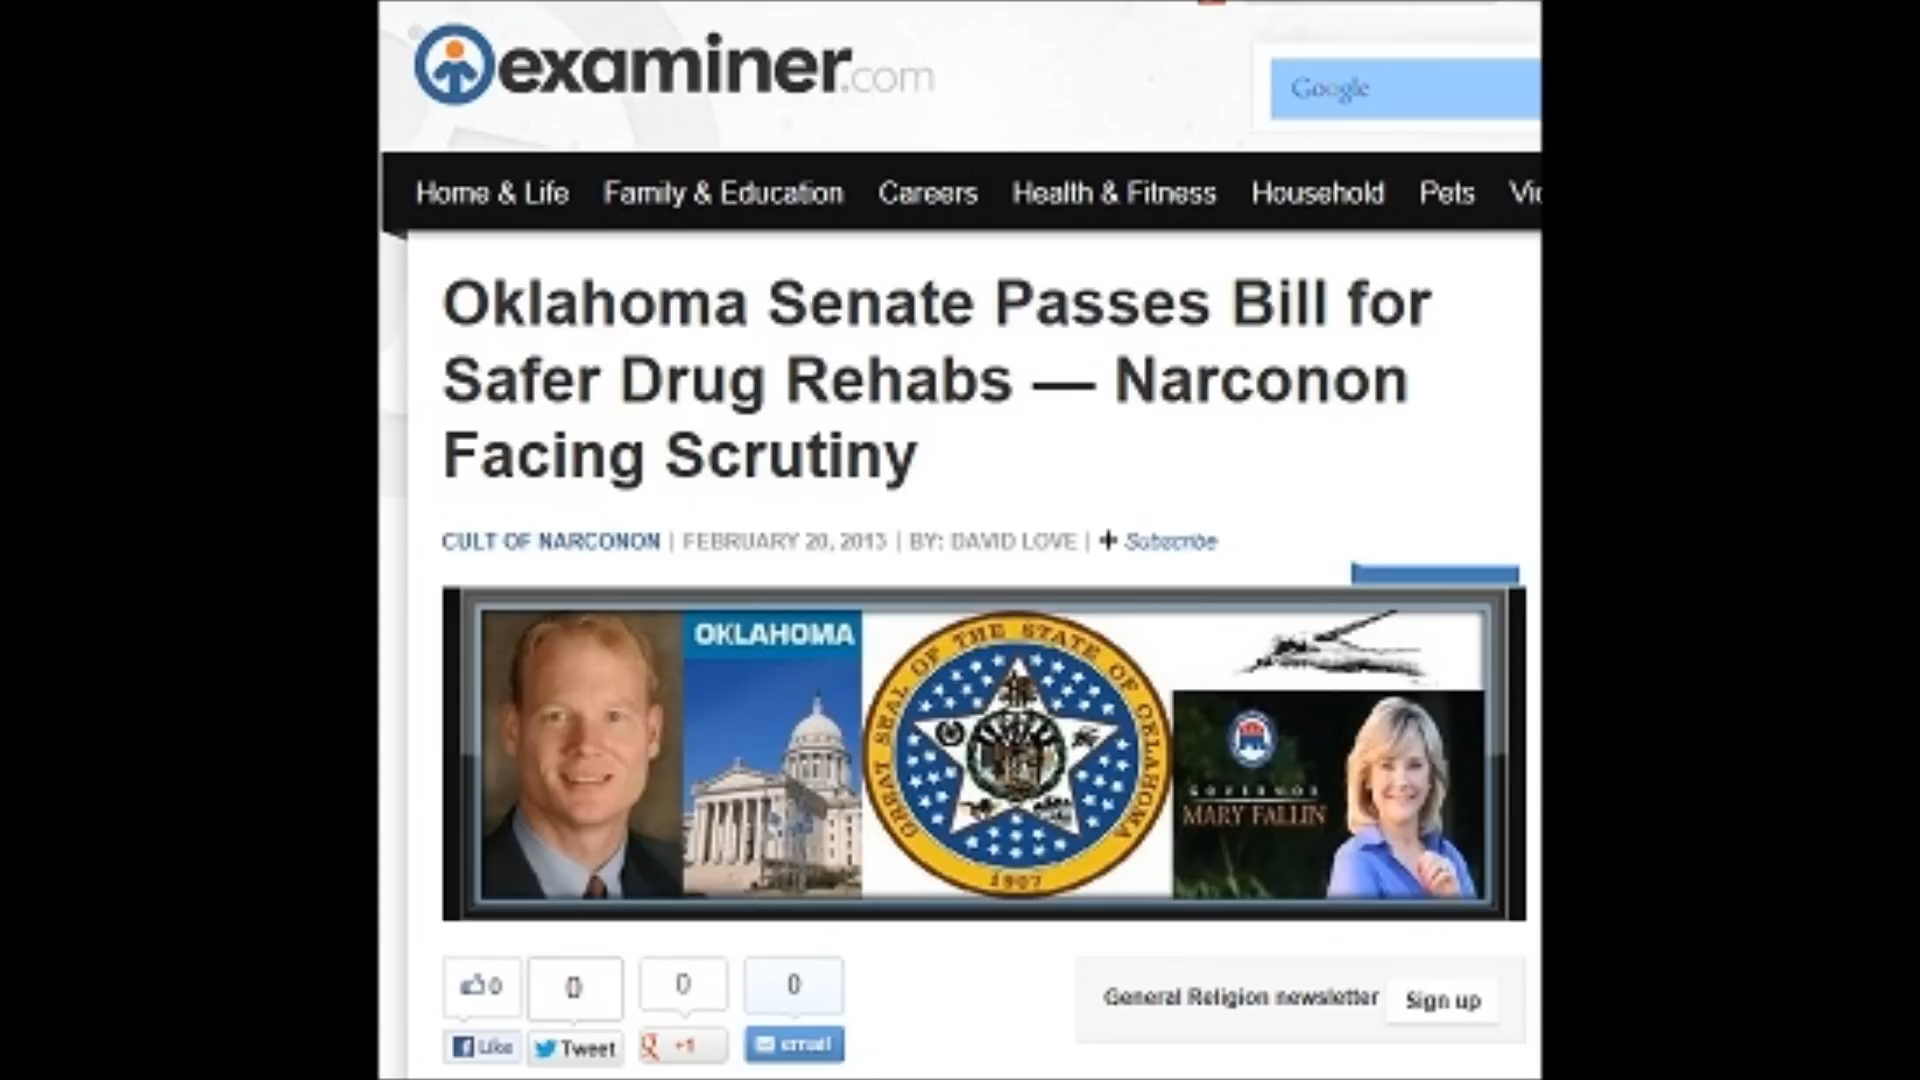 examiner.com
Google
Home & Life Family & Education Careers Health & Fitness Household Pets Vic
Oklahoma Senate Passes Bill for
Safer Drug Rehabs — Narconon
Facing Scrutiny
CULT OF NARCONON | FEBRUARY 20, 2013 | BY: DAVID LOVE | + Subscribe
OKLAHOMA
GREAT SEAL OF THE STATE OF OKLAHOMA
1907
GOVERNOR
MARY FALLIN
0 0 0 0
General Religion newsletter Sign up
Like Tweet +1 email